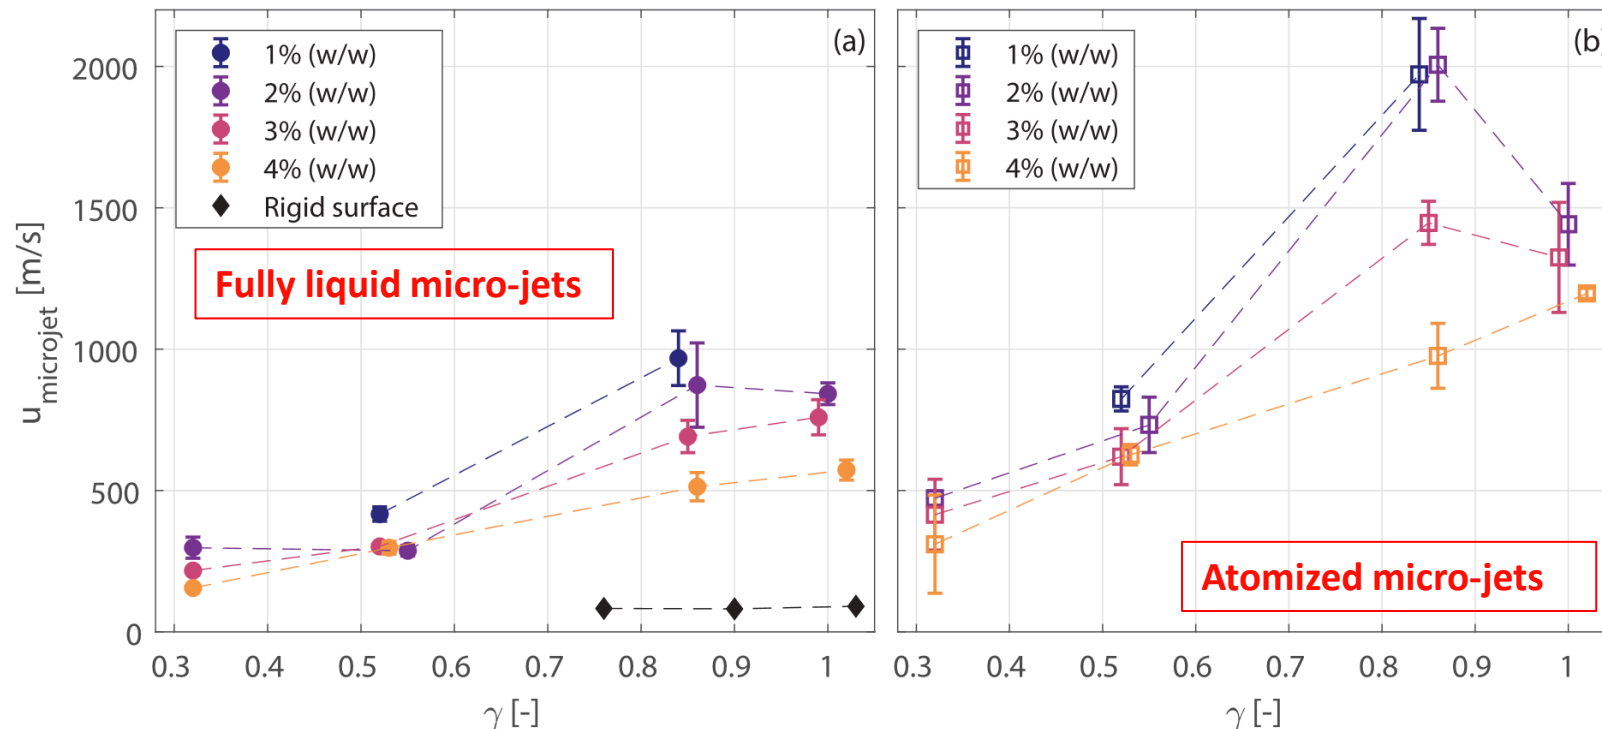 (a)
1% (w/w)
2% (w/w)
3% (w/w)
4% (w/w)
Rigid surface
Fully liquid micro-jets
u_microjet [m/s]
2000
1500
1000
500
0
0.3 0.4 0.5 0.6 0.7 0.8 0.9 1
γ [-]
(b)
1% (w/w)
2% (w/w)
3% (w/w)
4% (w/w)
Atomized micro-jets
0.3 0.4 0.5 0.6 0.7 0.8 0.9 1
γ [-]